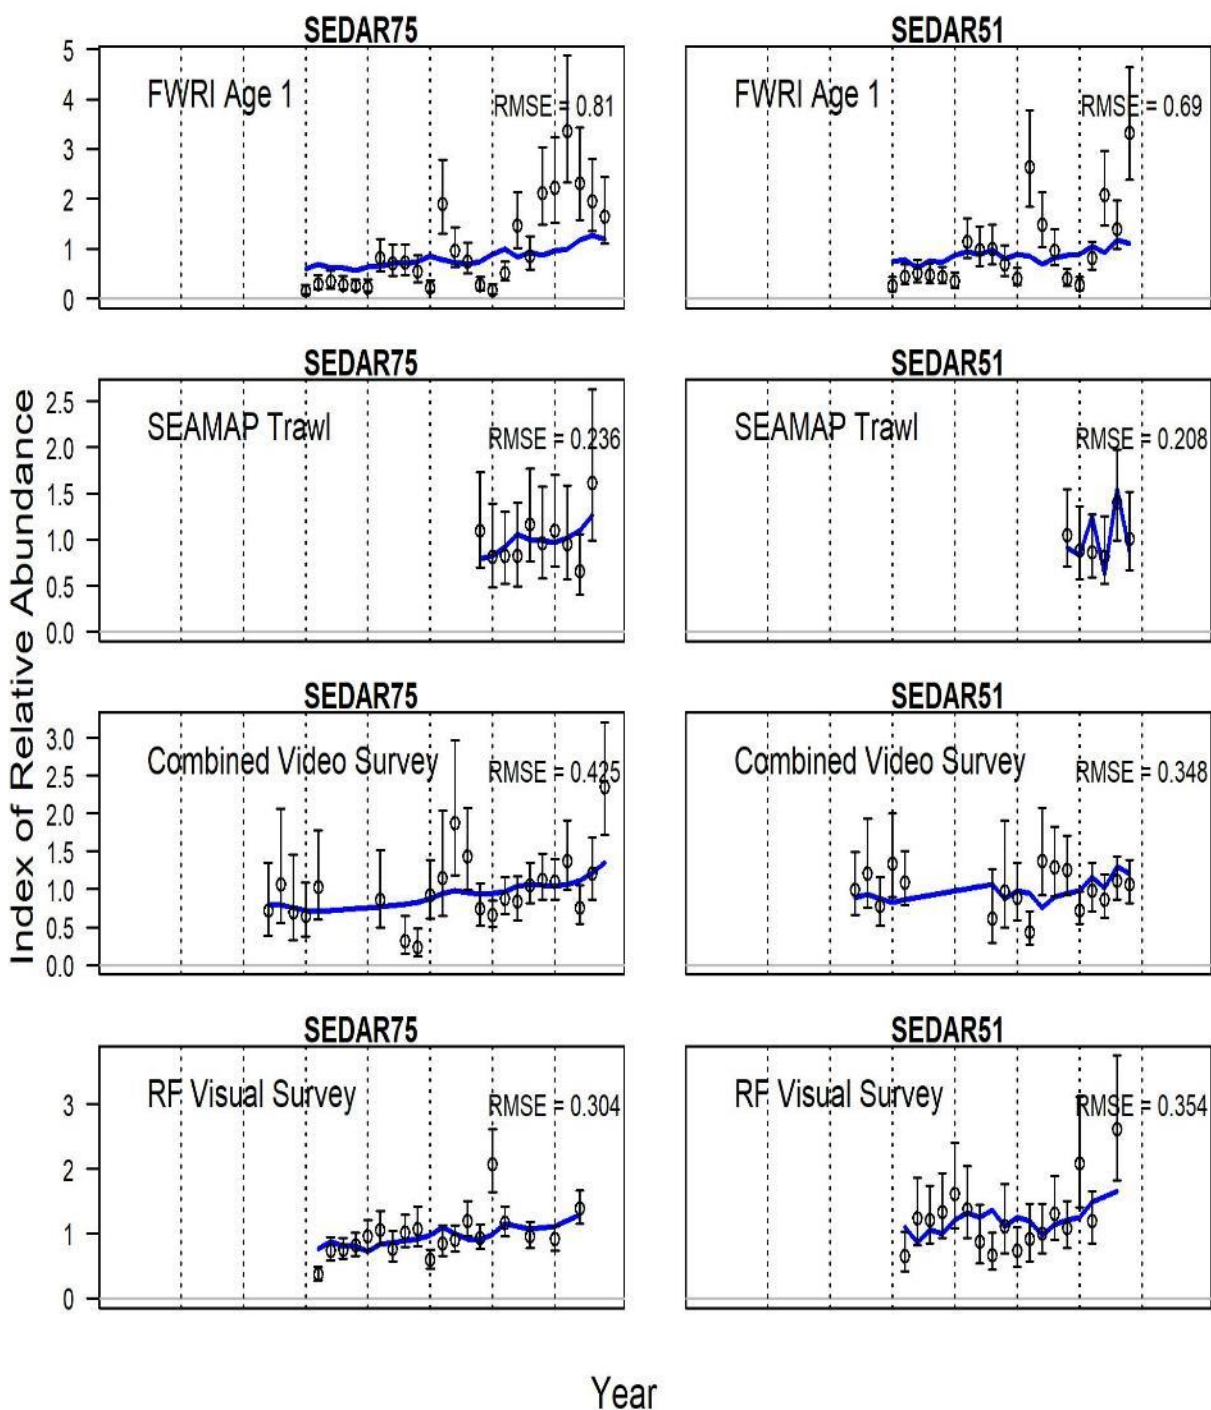 SEDAR75
SEDAR51
FWRI Age 1
RMSE = 0.81
FWRI Age 1
RMSE = 0.69
5
4
3
2
1
0
SEDAR75
SEDAR51
SEAMAP Trawl
RMSE = 0.236
SEAMAP Trawl
RMSE = 0.208
2.5
2.0
1.5
1.0
0.5
0.0
Index of Relative Abundance
SEDAR75
SEDAR51
Combined Video Survey
RMSE = 0.425
Combined Video Survey
RMSE = 0.348
3.0
2.5
2.0
1.5
1.0
0.5
0.0
SEDAR75
SEDAR51
RF Visual Survey
RMSE = 0.304
RF Visual Survey
RMSE = 0.354
3
2
1
0
Year